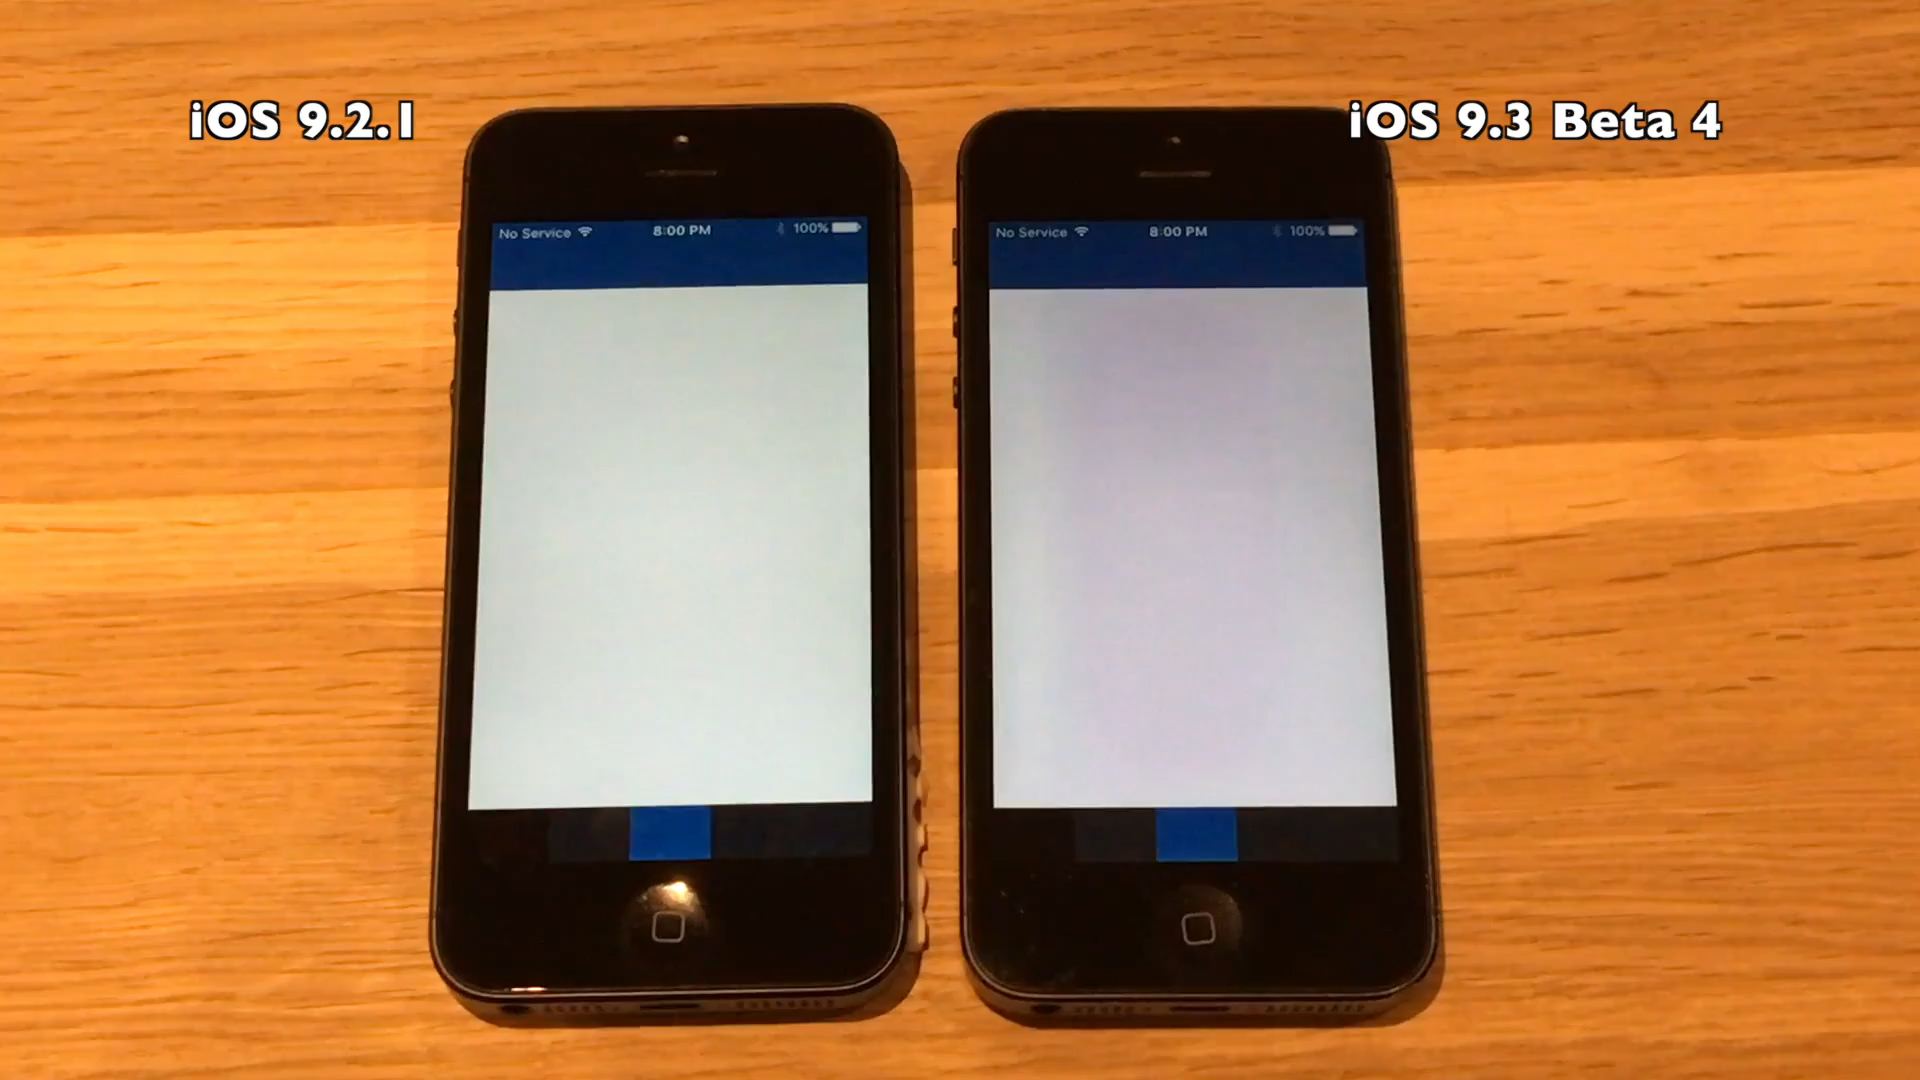 iOS 9.2.1
iOS 9.3 Beta 4
No Service 8:00 PM 100%
No Service 8:00 PM 100%